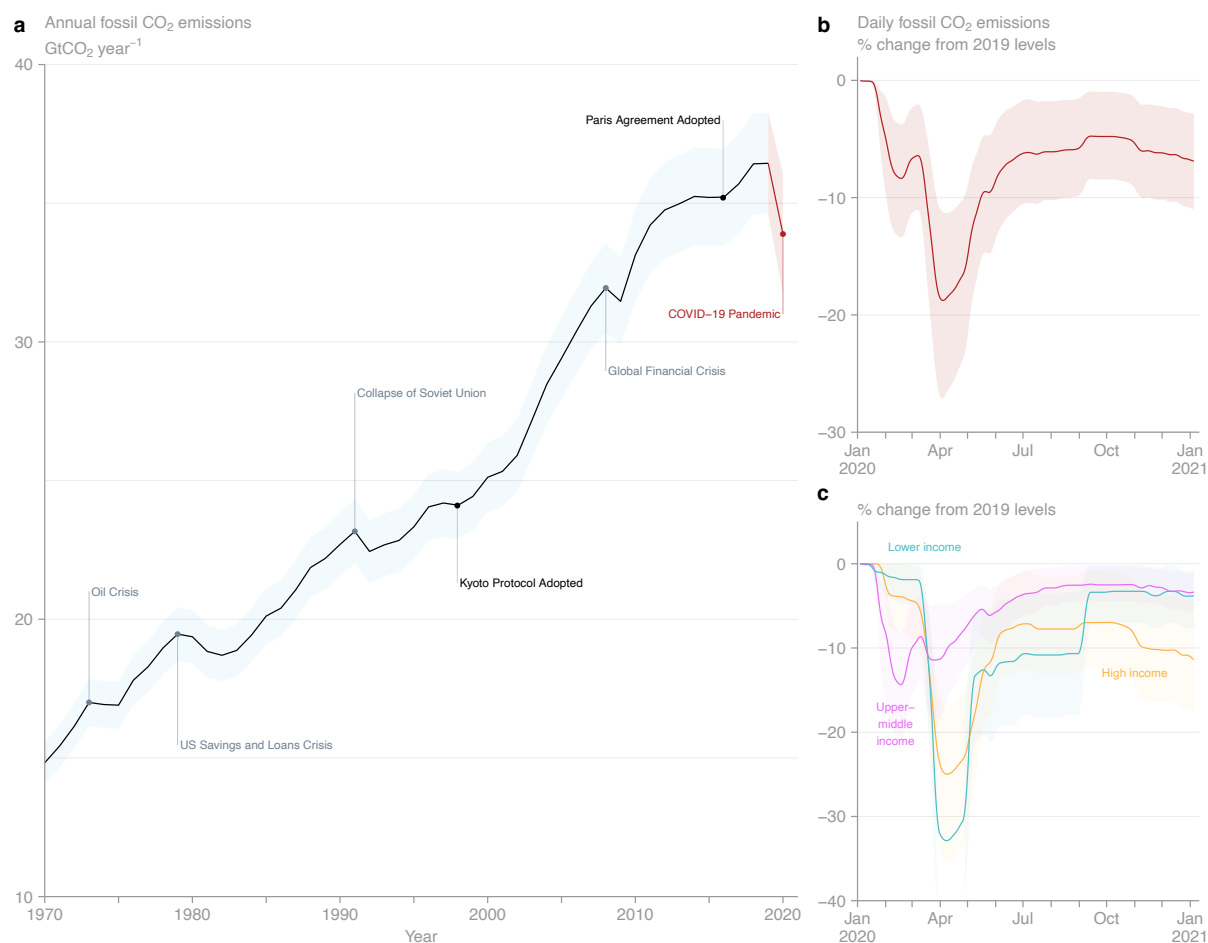 a
Annual fossil CO₂ emissions
GtCO₂ year⁻¹
40
30
20
10
Paris Agreement Adopted
COVID−19 Pandemic
Global Financial Crisis
Collapse of Soviet Union
Kyoto Protocol Adopted
Oil Crisis
US Savings and Loans Crisis
1970
1980
1990
2000
2010
2020
Year
b
Daily fossil CO₂ emissions
% change from 2019 levels
0
−10
−20
−30
Jan
2020
Apr
Jul
Oct
Jan
2021
c
% change from 2019 levels
0
−10
−20
−30
−40
Lower income
High income
Upper−
middle
income
Jan
2020
Apr
Jul
Oct
Jan
2021